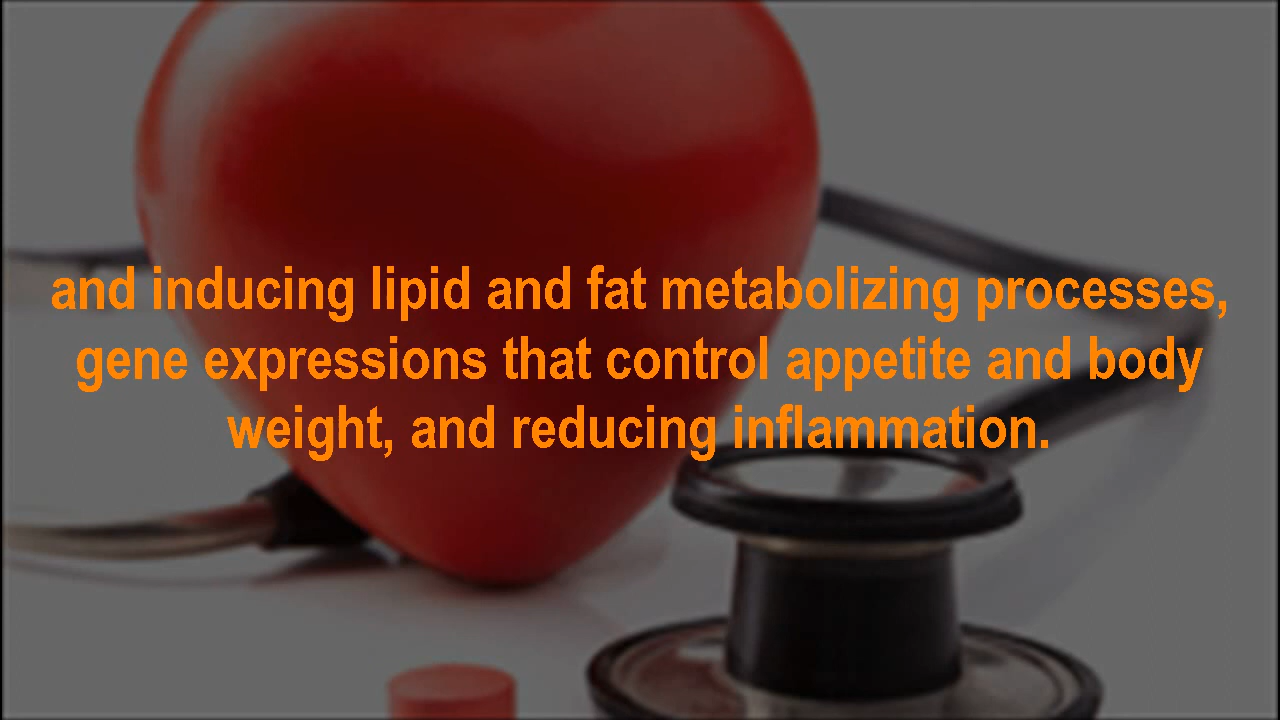 and inducing lipid and fat metabolizing processes,
gene expressions that control appetite and body
weight, and reducing inflammation.